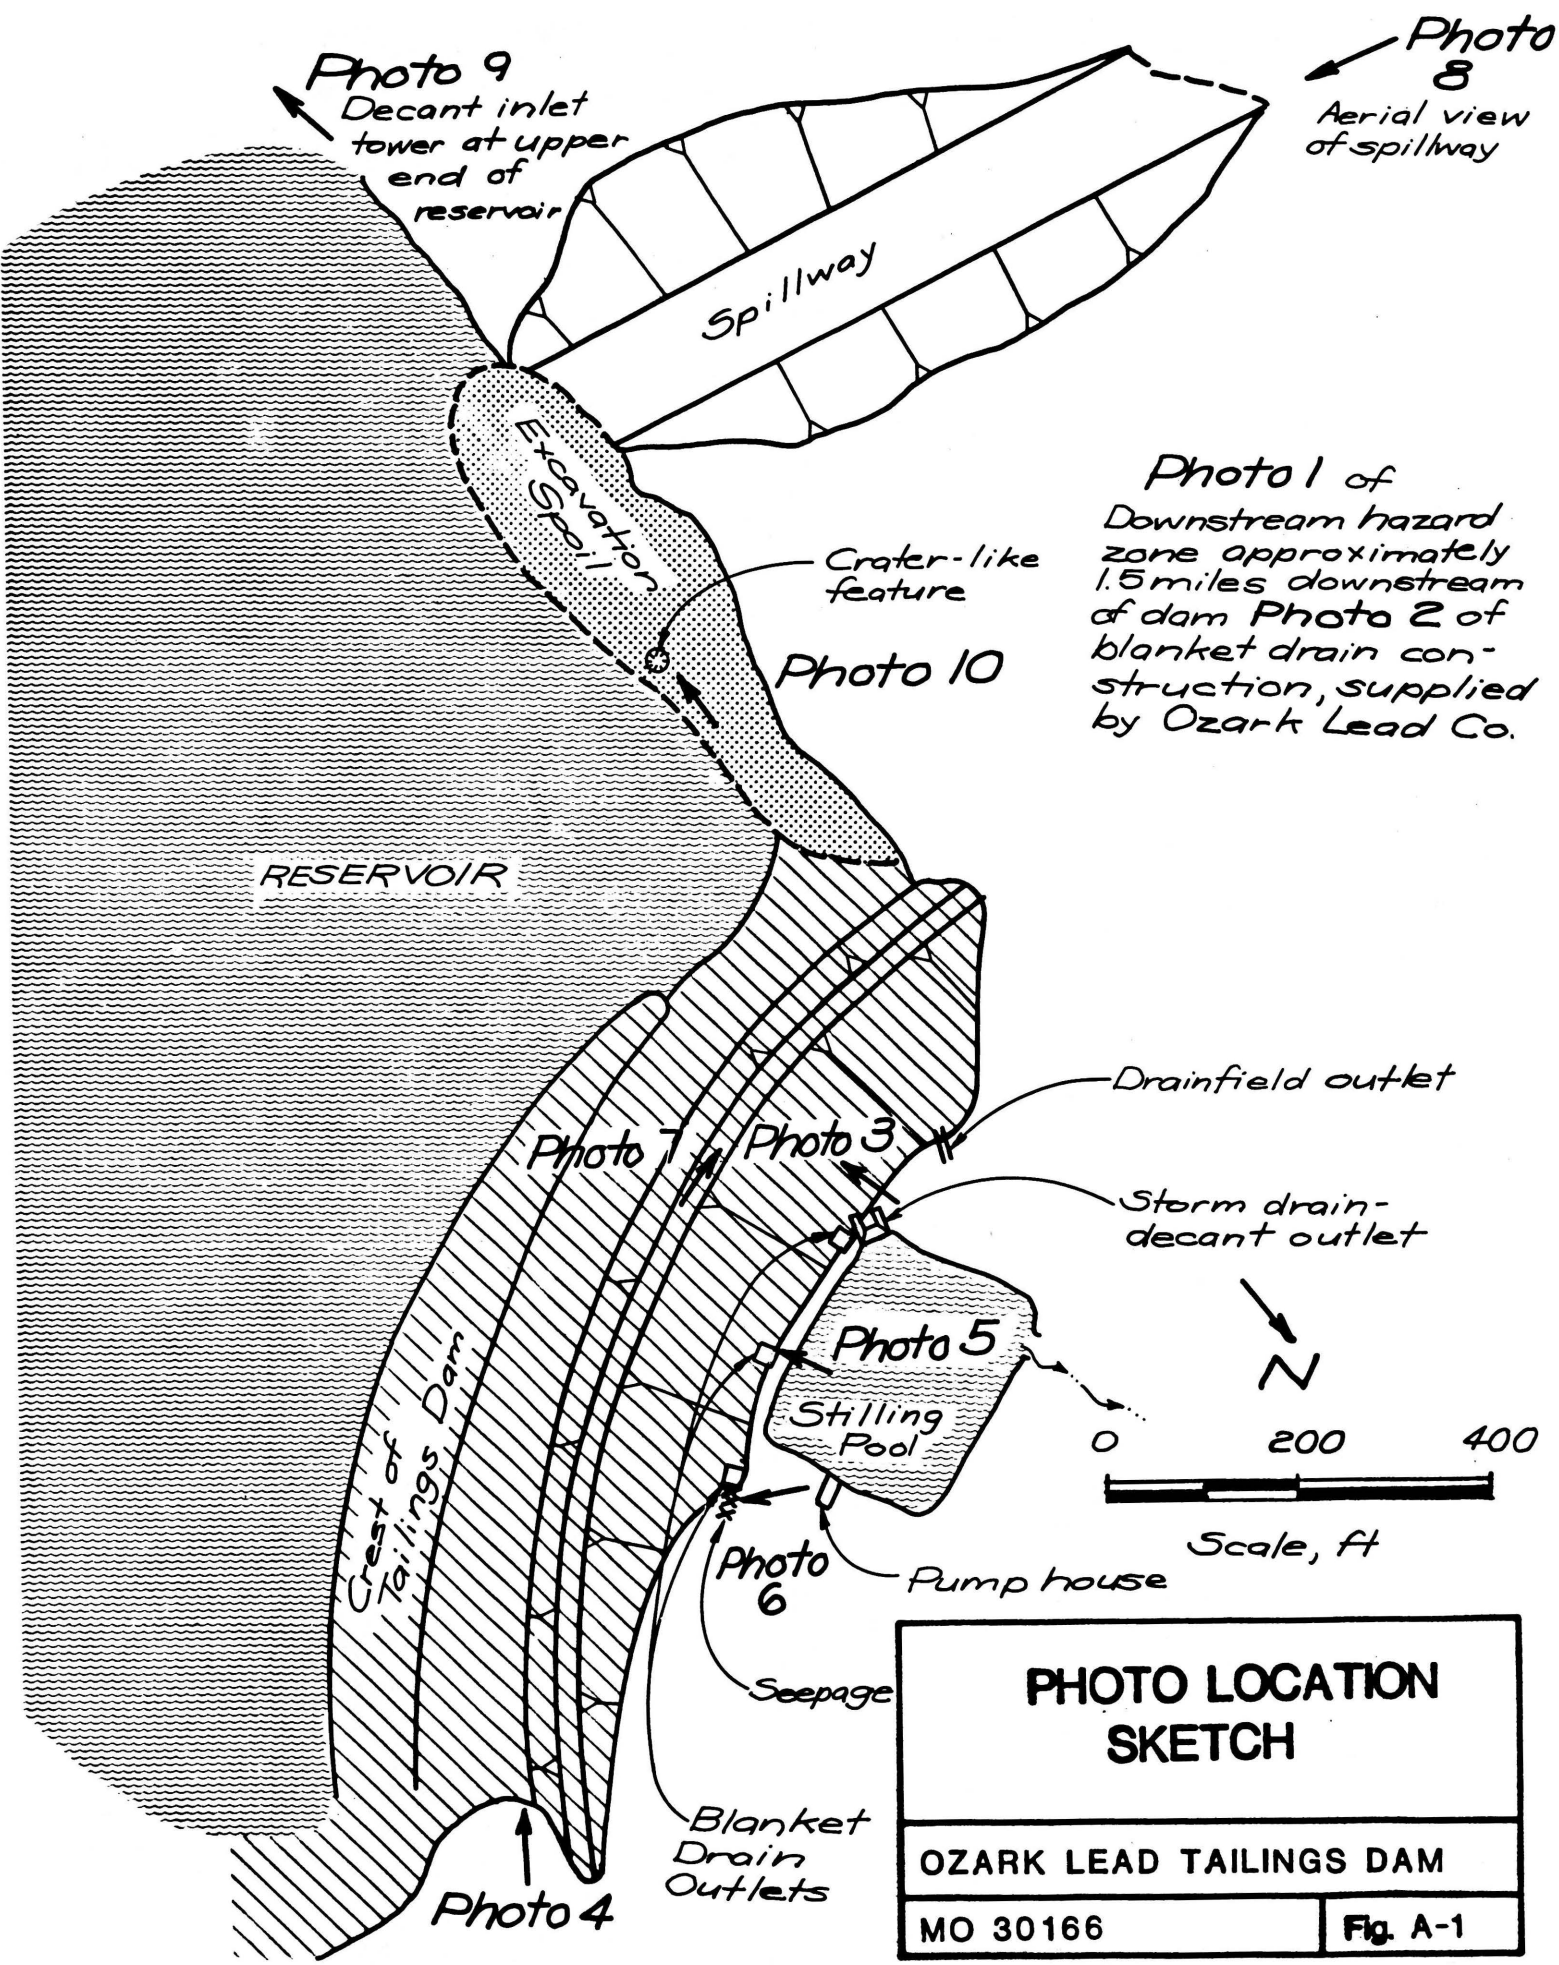 Photo 9
Decant inlet
tower at upper
end of
reservoir
Photo
8
Aerial view
of spillway
Spillway
Excavation
Spoil
Crater-like
feature
Photo 10
Photo 1 of
Downstream hazard
zone approximately
1.5 miles downstream
of dam Photo 2 of
blanket drain con-
struction, supplied
by Ozark Lead Co.
RESERVOIR
Drainfield outlet
Photo 7
Photo 3
Storm drain-
decant outlet
Photo 5
N
Stilling
Pool
0 200 400
Scale, ft
Crest of
Tailings Dam
Photo
6
Pump house
Seepage
Blanket
Drain
Outlets
Photo 4
PHOTO LOCATION
SKETCH
OZARK LEAD TAILINGS DAM
MO 30166
Fig. A-1